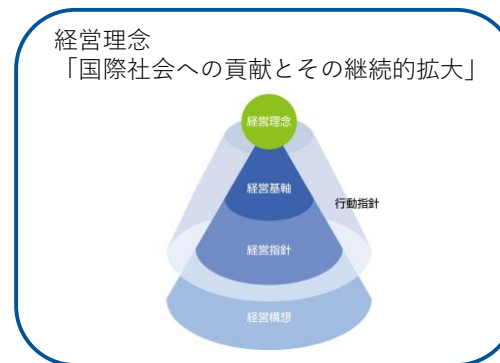 経営理念
「国際社会への貢献とその継続的拡大」
経営理念
経営基軸
行動指針
経営指針
経営構想